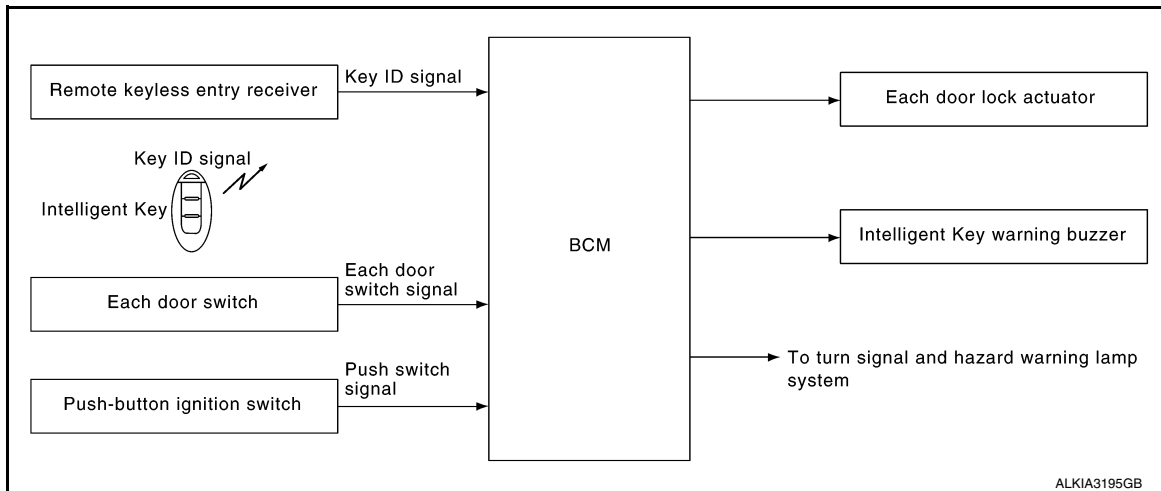 Remote keyless entry receiver
Key ID signal
Key ID signal
Intelligent Key
Each door switch
Each door
switch signal
Push-button ignition switch
Push switch
signal
BCM
Each door lock actuator
Intelligent Key warning buzzer
To turn signal and hazard warning lamp
system
ALKIA3195GB